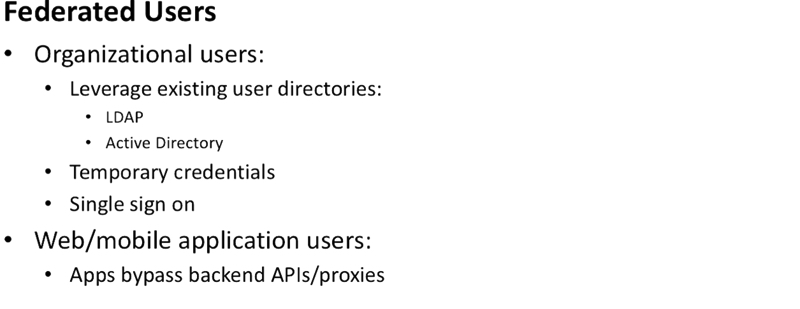 Federated Users
• Organizational users:
• Leverage existing user directories:
• LDAP
• Active Directory
• Temporary credentials
• Single sign on
• Web/mobile application users:
• Apps bypass backend APIs/proxies